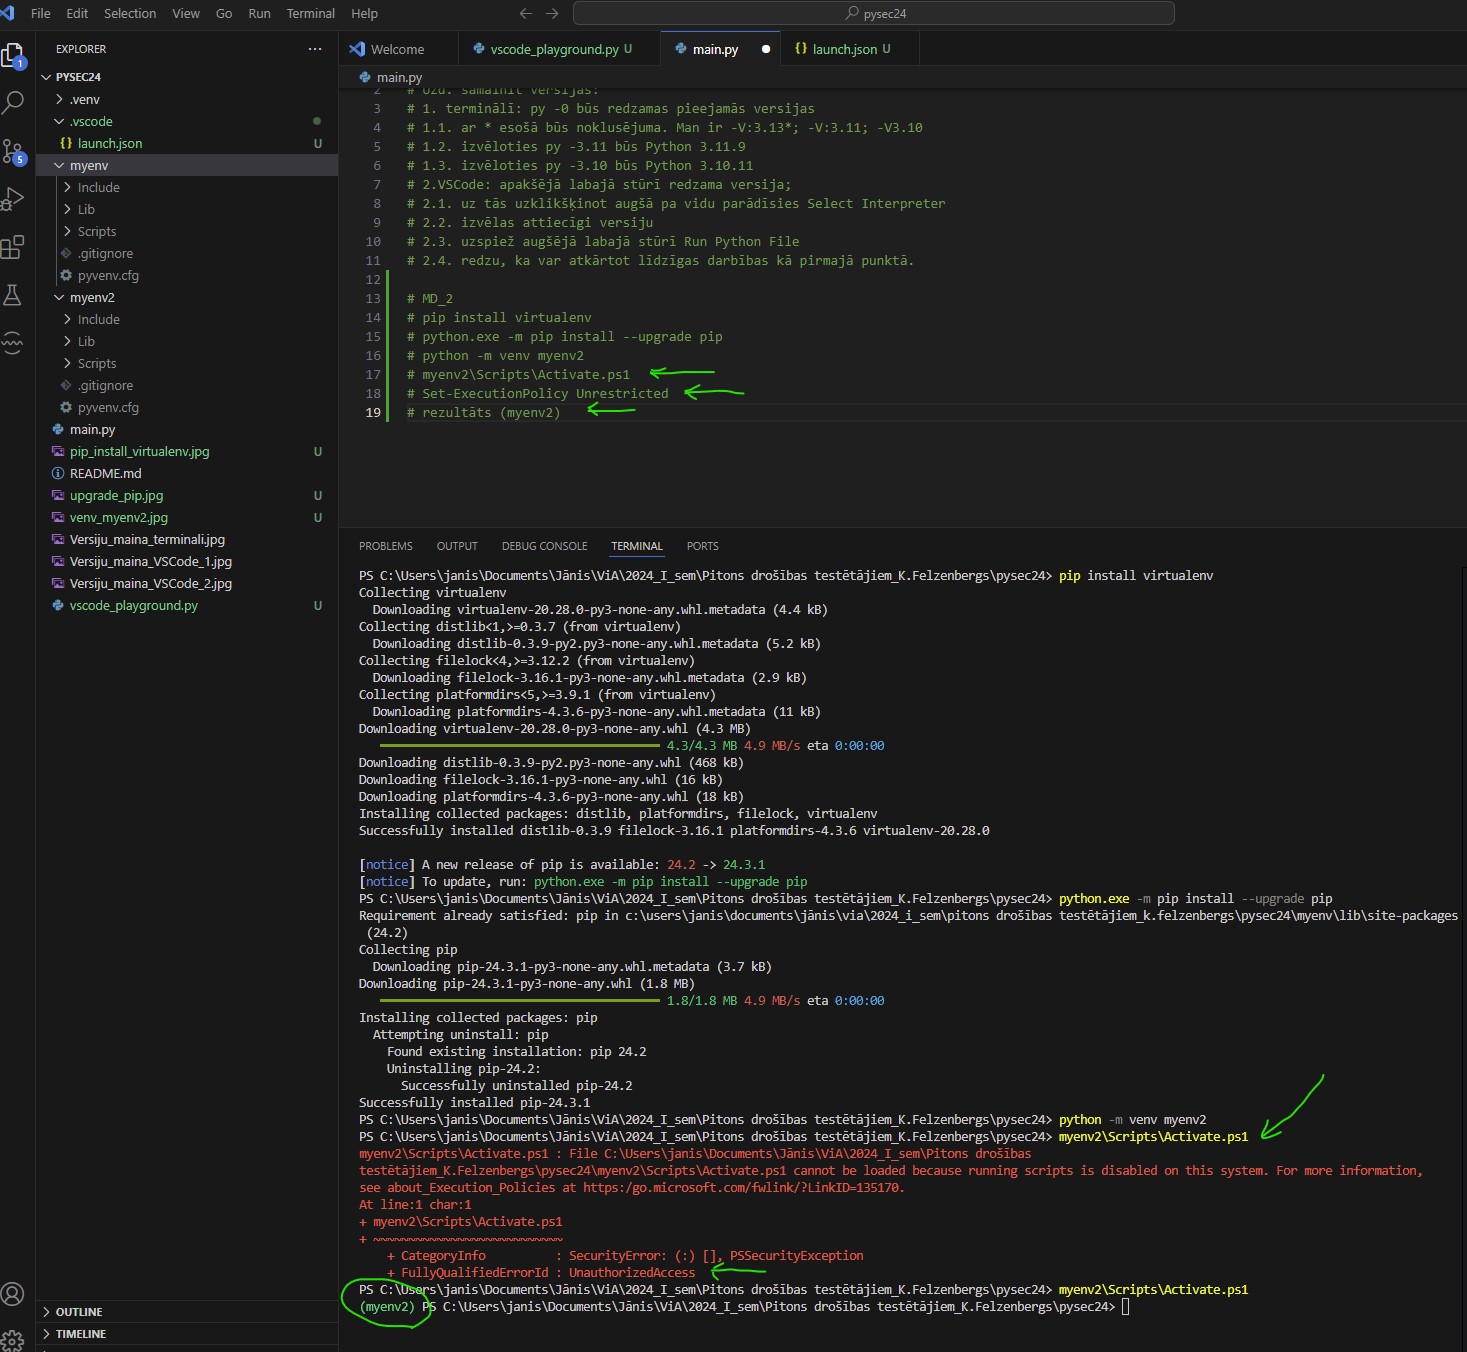 File Edit Selection View Go Run Terminal Help
pysec24
EXPLORER
PYSEC24
.venv
.vscode
launch.json U
myenv
Include
Lib
Scripts
.gitignore
pyvenv.cfg
myenv2
Include
Lib
Scripts
.gitignore
pyvenv.cfg
main.py
pip_install_virtualenv.jpg U
README.md
upgrade_pip.jpg U
venv_myenv2.jpg U
Versiju_maina_terminali.jpg
Versiju_maina_VSCode_1.jpg
Versiju_maina_VSCode_2.jpg
vscode_playground.py U
OUTLINE
TIMELINE
1
5
Welcome vscode_playground.py U main.py launch.json U
main.py
2 # Uzd. samainīt versijas:
3 # 1. terminālī: py -0 būs redzamas pieejamās versijas
4 # 1.1. ar * esošā būs noklusējuma. Man ir -V:3.13*; -V:3.11; -V3.10
5 # 1.2. izvēloties py -3.11 būs Python 3.11.9
6 # 1.3. izvēloties py -3.10 būs Python 3.10.11
7 # 2.VSCode: apakšējā labajā stūrī redzama versija;
8 # 2.1. uz tās uzklikšķinot augšā pa vidu parādīsies Select Interpreter
9 # 2.2. izvēlas attiecīgi versiju
10 # 2.3. uzspiež augšējā labajā stūrī Run Python File
11 # 2.4. redzu, ka var atkārtot līdzīgas darbības kā pirmajā punktā.
12
13 # MD_2
14 # pip install virtualenv
15 # python.exe -m pip install --upgrade pip
16 # python -m venv myenv2
17 # myenv2\Scripts\Activate.ps1
18 # Set-ExecutionPolicy Unrestricted
19 # rezultāts (myenv2)
PROBLEMS OUTPUT DEBUG CONSOLE TERMINAL PORTS
PS C:\Users\janis\Documents\Jānis\ViA\2024_I_sem\Pitons drošības testētājiem_K.Felzenbergs\pysec24> pip install virtualenv
Collecting virtualenv
Downloading virtualenv-20.28.0-py3-none-any.whl.metadata (4.4 kB)
Collecting distlib<1,>=0.3.7 (from virtualenv)
Downloading distlib-0.3.9-py2.py3-none-any.whl.metadata (5.2 kB)
Collecting filelock<4,>=3.12.2 (from virtualenv)
Downloading filelock-3.16.1-py3-none-any.whl.metadata (2.9 kB)
Collecting platformdirs<5,>=3.9.1 (from virtualenv)
Downloading platformdirs-4.3.6-py3-none-any.whl.metadata (11 kB)
Downloading virtualenv-20.28.0-py3-none-any.whl (4.3 MB)
4.3/4.3 MB 4.9 MB/s eta 0:00:00
Downloading distlib-0.3.9-py2.py3-none-any.whl (468 kB)
Downloading filelock-3.16.1-py3-none-any.whl (16 kB)
Downloading platformdirs-4.3.6-py3-none-any.whl (18 kB)
Installing collected packages: distlib, platformdirs, filelock, virtualenv
Successfully installed distlib-0.3.9 filelock-3.16.1 platformdirs-4.3.6 virtualenv-20.28.0
[notice] A new release of pip is available: 24.2 -> 24.3.1
[notice] To update, run: python.exe -m pip install --upgrade pip
PS C:\Users\janis\Documents\Jānis\ViA\2024_I_sem\Pitons drošības testētājiem_K.Felzenbergs\pysec24> python.exe -m pip install --upgrade pip
Requirement already satisfied: pip in c:\users\janis\documents\jānis\via\2024_i_sem\pitons drošības testētājiem_k.felzenbergs\pysec24\myenv\lib\site-packages
(24.2)
Collecting pip
Downloading pip-24.3.1-py3-none-any.whl.metadata (3.7 kB)
Downloading pip-24.3.1-py3-none-any.whl (1.8 MB)
1.8/1.8 MB 4.9 MB/s eta 0:00:00
Installing collected packages: pip
Attempting uninstall: pip
Found existing installation: pip 24.2
Uninstalling pip-24.2:
Successfully uninstalled pip-24.2
Successfully installed pip-24.3.1
PS C:\Users\janis\Documents\Jānis\ViA\2024_I_sem\Pitons drošības testētājiem_K.Felzenbergs\pysec24> python -m venv myenv2
PS C:\Users\janis\Documents\Jānis\ViA\2024_I_sem\Pitons drošības testētājiem_K.Felzenbergs\pysec24> myenv2\Scripts\Activate.ps1
myenv2\Scripts\Activate.ps1 : File C:\Users\janis\Documents\Jānis\ViA\2024_I_sem\Pitons drošības
testētājiem_K.Felzenbergs\pysec24\myenv2\Scripts\Activate.ps1 cannot be loaded because running scripts is disabled on this system. For more information,
see about_Execution_Policies at https:/go.microsoft.com/fwlink/?LinkID=135170.
At line:1 char:1
+ myenv2\Scripts\Activate.ps1
+ ~~~~~~~~~~~~~~~~~~~~~~~~~~~
+ CategoryInfo : SecurityError: (:) [], PSSecurityException
+ FullyQualifiedErrorId : UnauthorizedAccess
PS C:\Users\janis\Documents\Jānis\ViA\2024_I_sem\Pitons drošības testētājiem_K.Felzenbergs\pysec24> myenv2\Scripts\Activate.ps1
(myenv2) PS C:\Users\janis\Documents\Jānis\ViA\2024_I_sem\Pitons drošības testētājiem_K.Felzenbergs\pysec24>